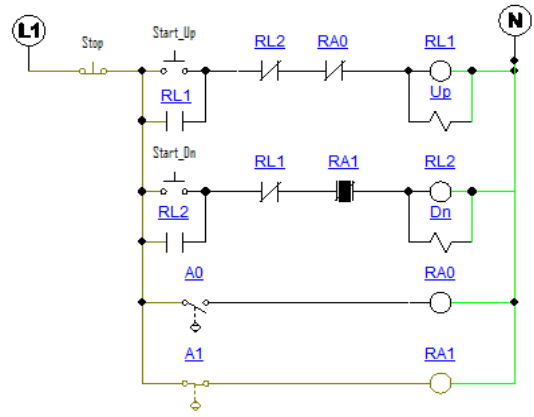 L1
N
Stop
Start_Up
RL2
RA0
RL1
Up
RL1
Start_Dn
RL1
RA1
RL2
RL2
Dn
A0
RA0
A1
RA1